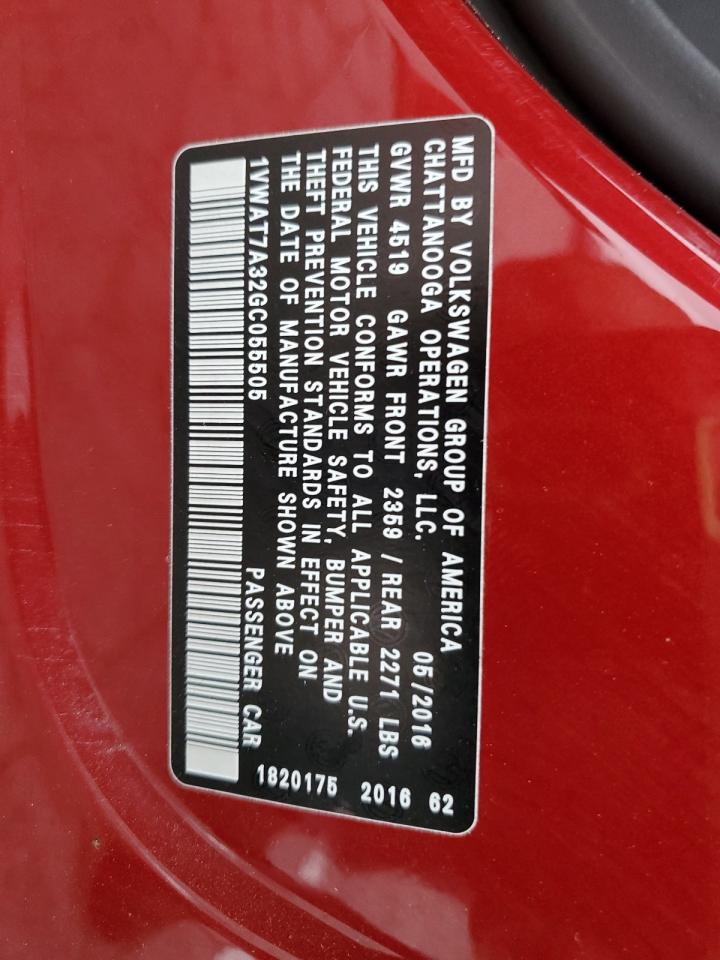 MFD BY VOLKSWAGEN GROUP OF AMERICA
CHATTANOOGA OPERATIONS, LLC. 05/2016
GVWR 4519 GAWR FRONT 2359 / REAR 2271 LBS
THIS VEHICLE CONFORMS TO ALL APPLICABLE U.S.
FEDERAL MOTOR VEHICLE SAFETY, BUMPER AND
THEFT PREVENTION STANDARDS IN EFFECT ON
THE DATE OF MANUFACTURE SHOWN ABOVE
1VWAT7A32GC055505 PASSENGER CAR
1820175 2016 62